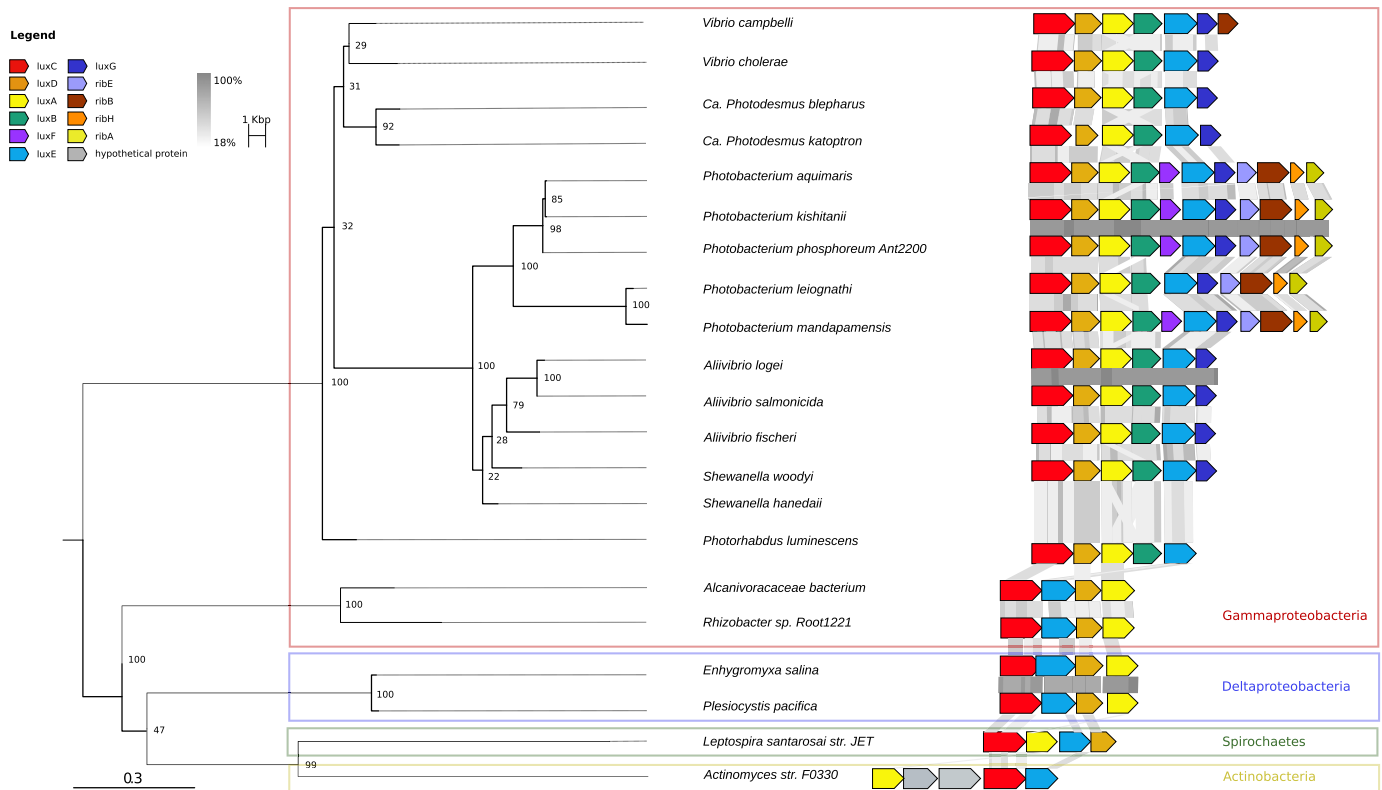 Legend
luxC
luxG
luxD
ribE
luxA
ribB
luxB
ribH
luxF
ribA
luxE
hypothetical protein
100%
18%
1 Kbp
Vibrio campbelli
Vibrio cholerae
Ca. Photodesmus blepharus
Ca. Photodesmus katoptron
Photobacterium aquimaris
Photobacterium kishitanii
Photobacterium phosphoreum Ant2200
Photobacterium leiognathi
Photobacterium mandapamensis
Aliivibrio logei
Aliivibrio salmonicida
Aliivibrio fischeri
Shewanella woodyi
Shewanella hanedaii
Photorhabdus luminescens
Alcanivoracaceae bacterium
Rhizobacter sp. Root1221
Enhygromyxa salina
Plesiocystis pacifica
Leptospira santarosai str. JET
Actinomyces str. F0330
29
31
92
32
85
98
100
100
100
100
100
79
28
22
100
100
100
47
99
0.3
Gammaproteobacteria
Deltaproteobacteria
Spirochaetes
Actinobacteria